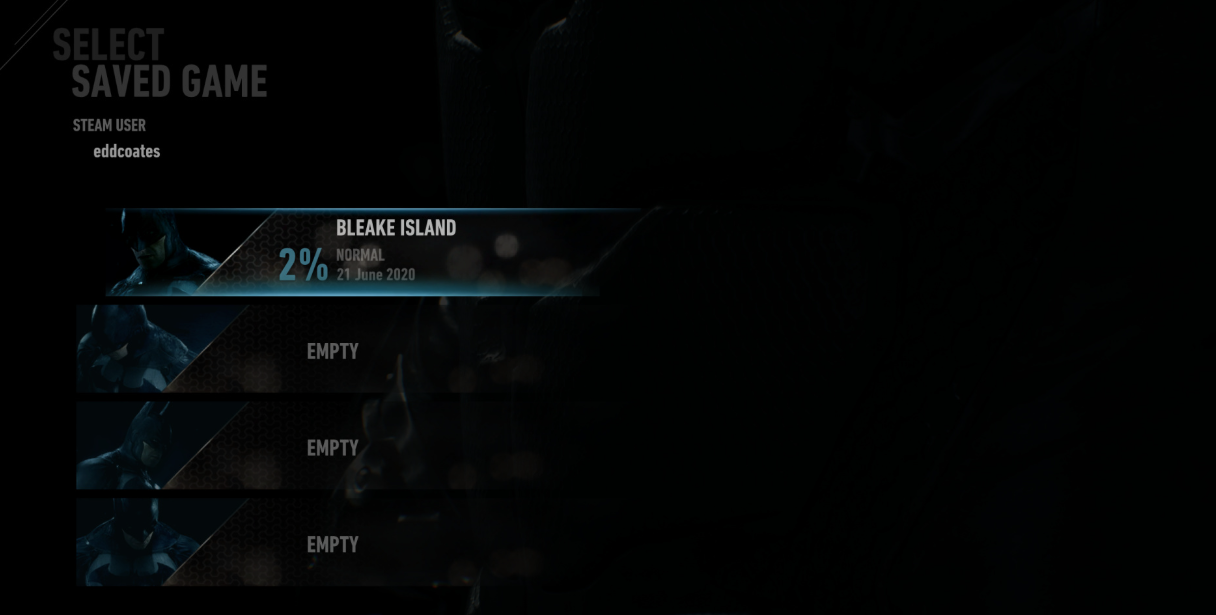 SELECT
SAVED GAME
STEAM USER
eddcoates
BLEAKE ISLAND
2%
NORMAL
21 June 2020
EMPTY
EMPTY
EMPTY